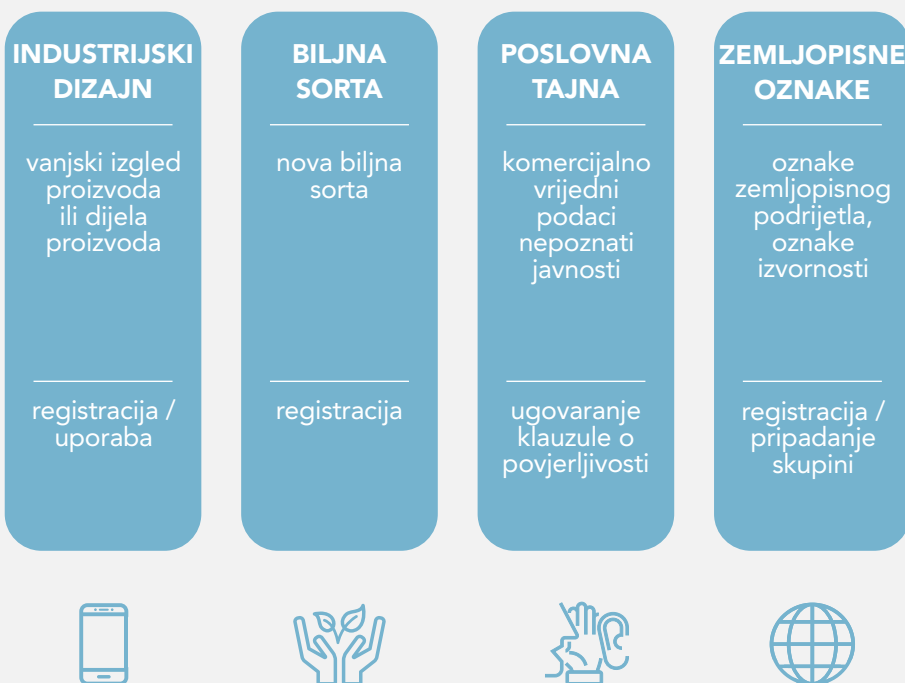 INDUSTRIJSKI
DIZAJN
vanjski izgled
proizvoda
ili dijela
proizvoda
registracija /
uporaba
BILJNA
SORTA
nova biljna
sorta
registracija
POSLOVNA
TAJNA
komercijalno
vrijedni
podaci
nepoznati
javnosti
ugovaranje
klauzule o
povjerljivosti
ZEMLJOPISNE
OZNAKE
oznake
zemljopisnog
podrijetla,
oznake
izvornosti
registracija /
pripadanje
skupini